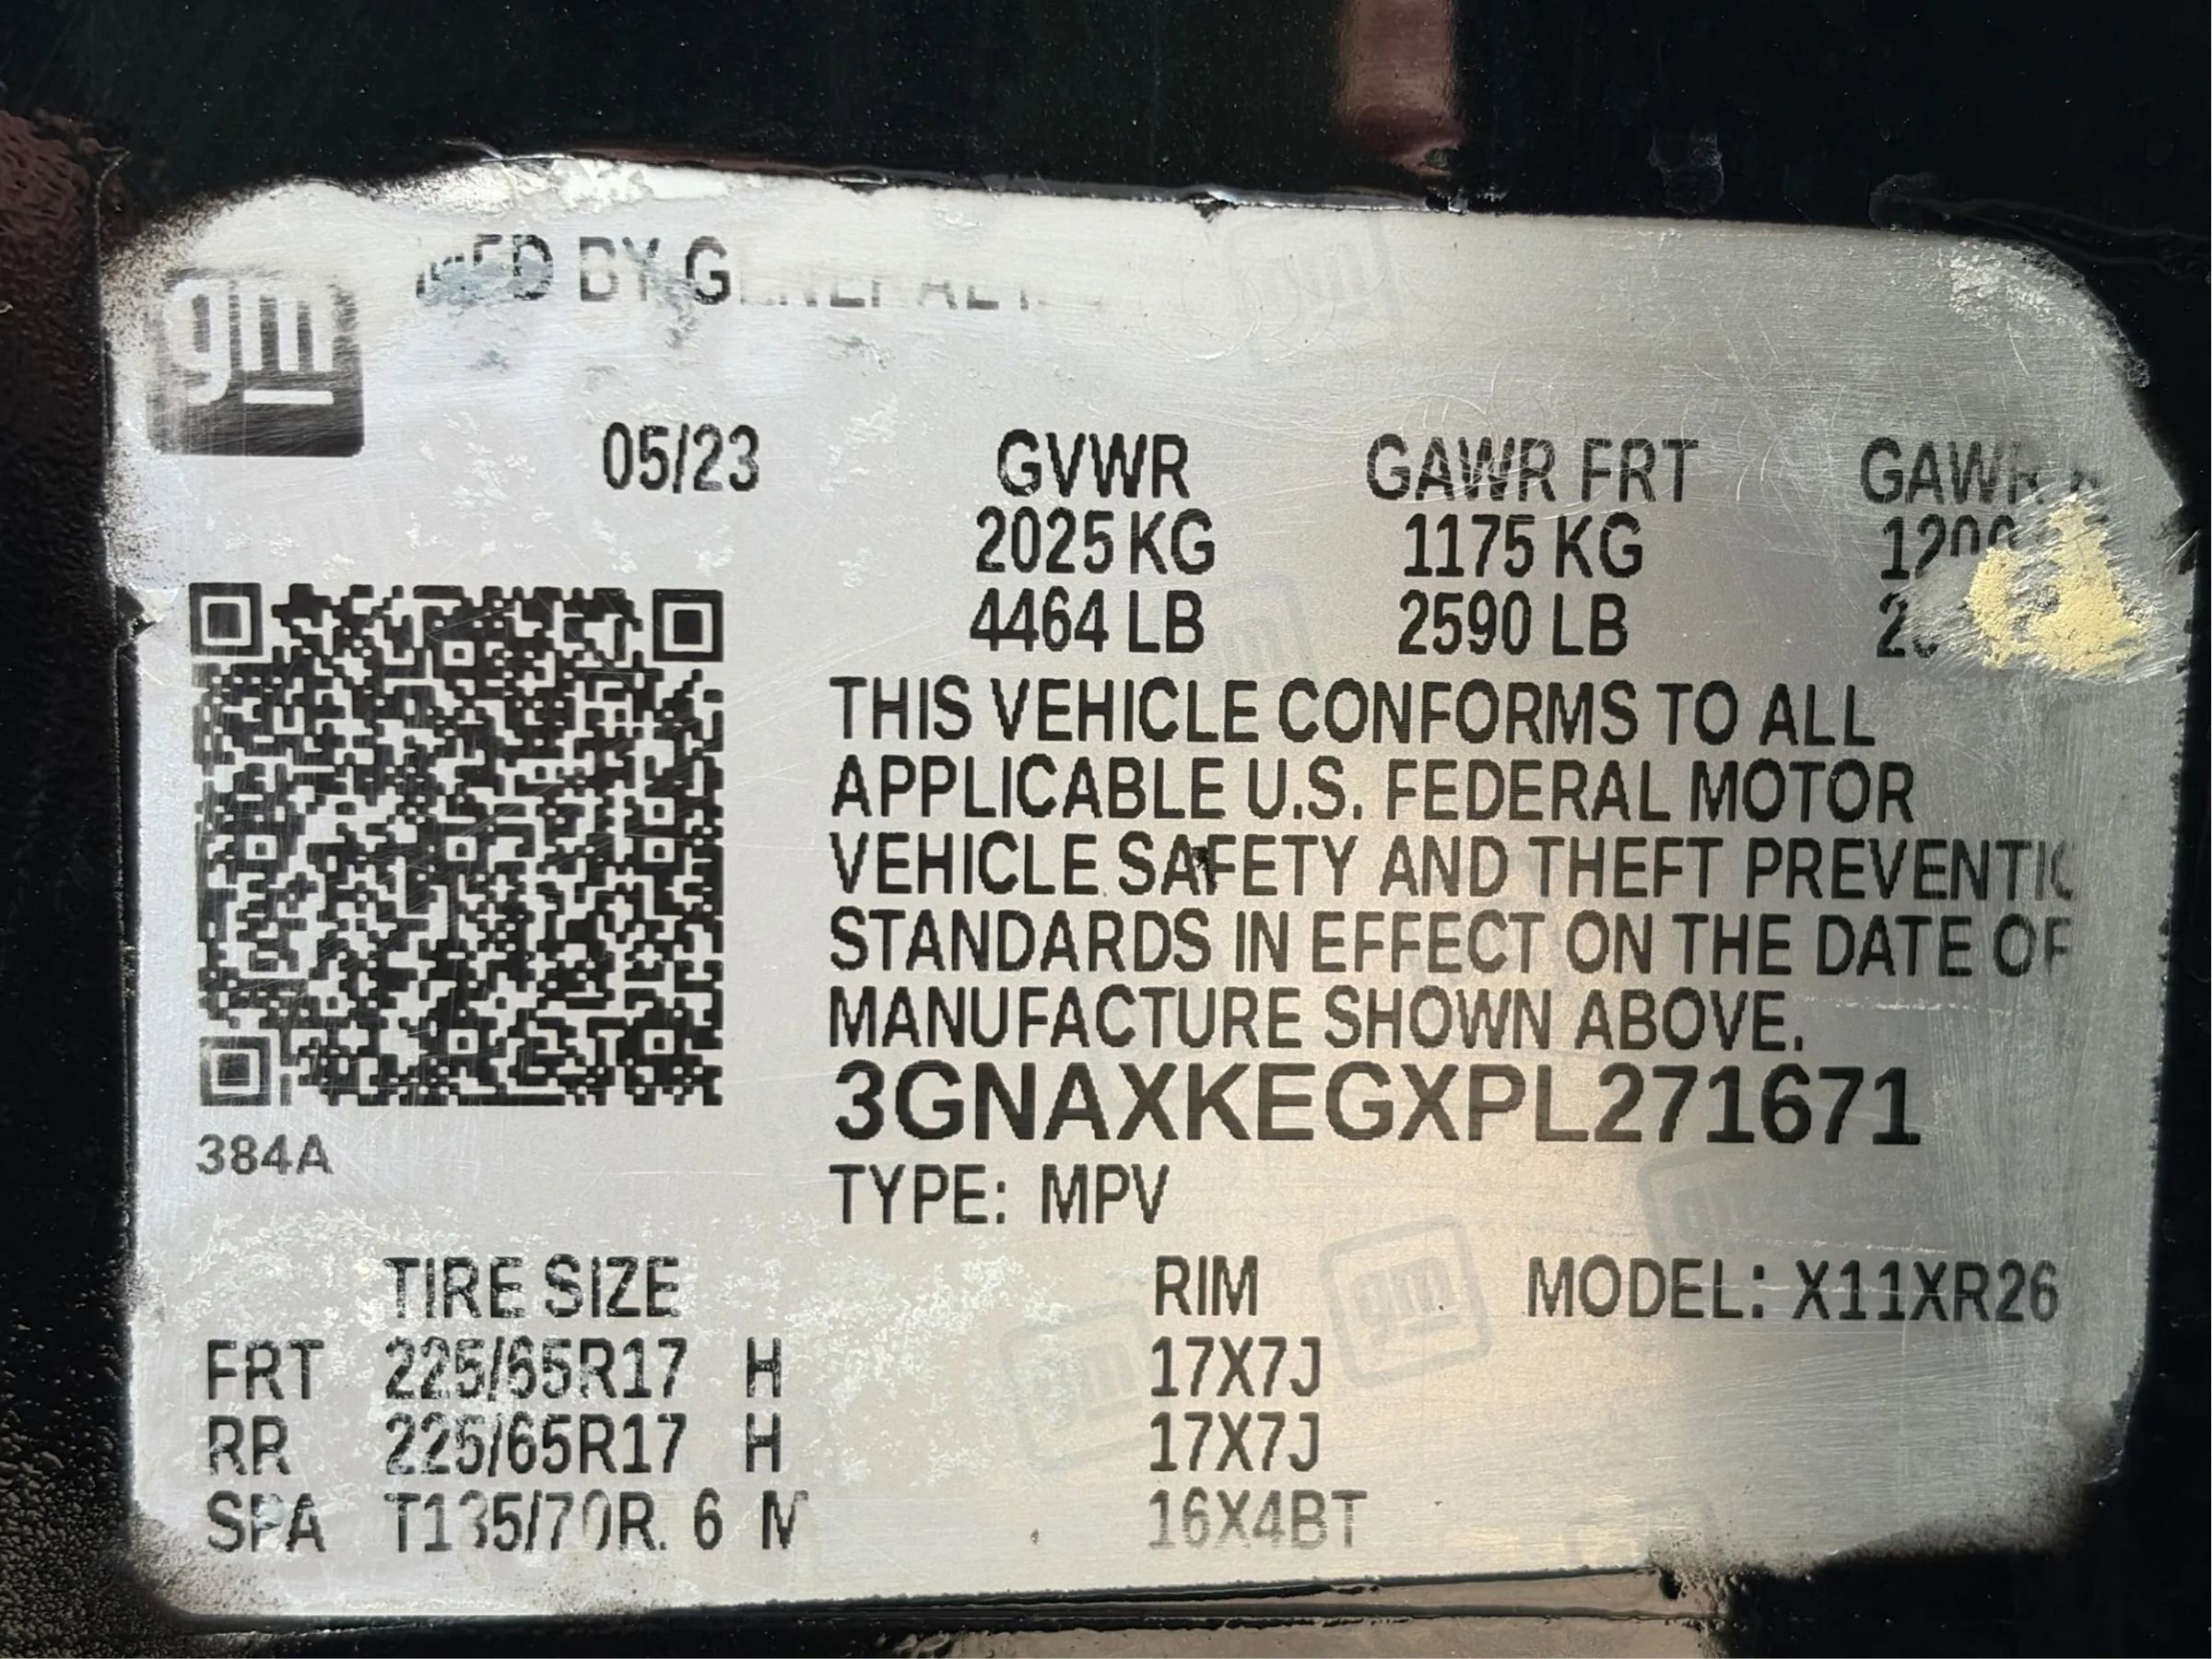 gm
BY
05/23 GVWR GAWR FRT GAWR
2025 KG 1175 KG
4464 LB 2590 LB
THIS VEHICLE CONFORMS TO ALL
APPLICABLE U.S. FEDERAL MOTOR
VEHICLE SAFETY AND THEFT
STANDARDS IN EFFECT ON THE DATE OF
MANUFACTURE SHOWN ABOVE.
3GNAXKEGXPL271671
384A
TYPE: MPV
TIRE SIZE RIM MODEL: X11XR26
FRT 225/65R17 H 17X7J
RR 225/65R17 H 17X7J
SPA 16X4BT